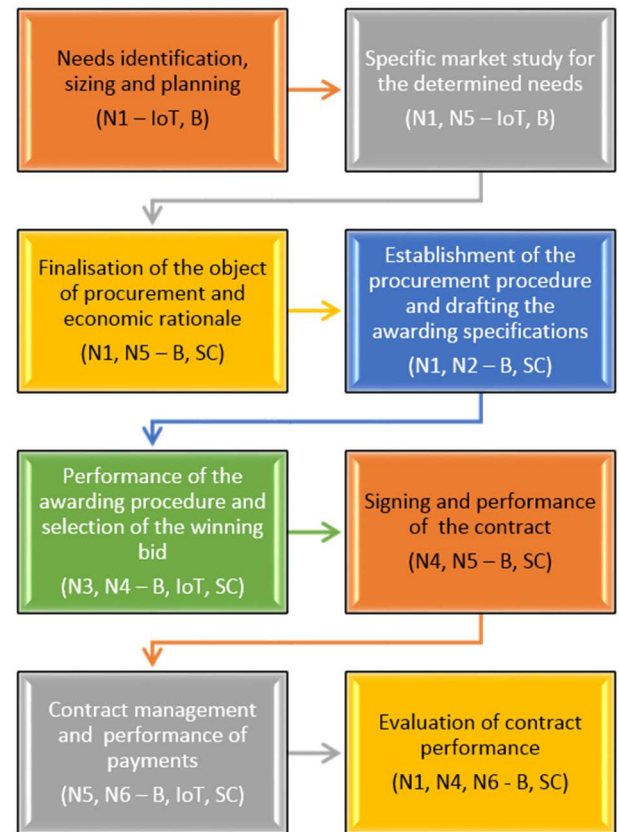 Needs identification,
sizing and planning
(N1 – IoT, B)
Specific market study for
the determined needs
(N1, N5 – IoT, B)
Finalisation of the object
of procurement and
economic rationale
(N1, N5 – B, SC)
Establishment of the
procurement procedure
and drafting the
awarding specifications
(N1, N2 – B, SC)
Performance of the
awarding procedure and
selection of the winning
bid
(N3, N4 – B, IoT, SC)
Signing and performance
of the contract
(N4, N5 – B, SC)
Contract management
and performance of
payments
(N5, N6 – B, IoT, SC)
Evaluation of contract
performance
(N1, N4, N6 - B, SC)